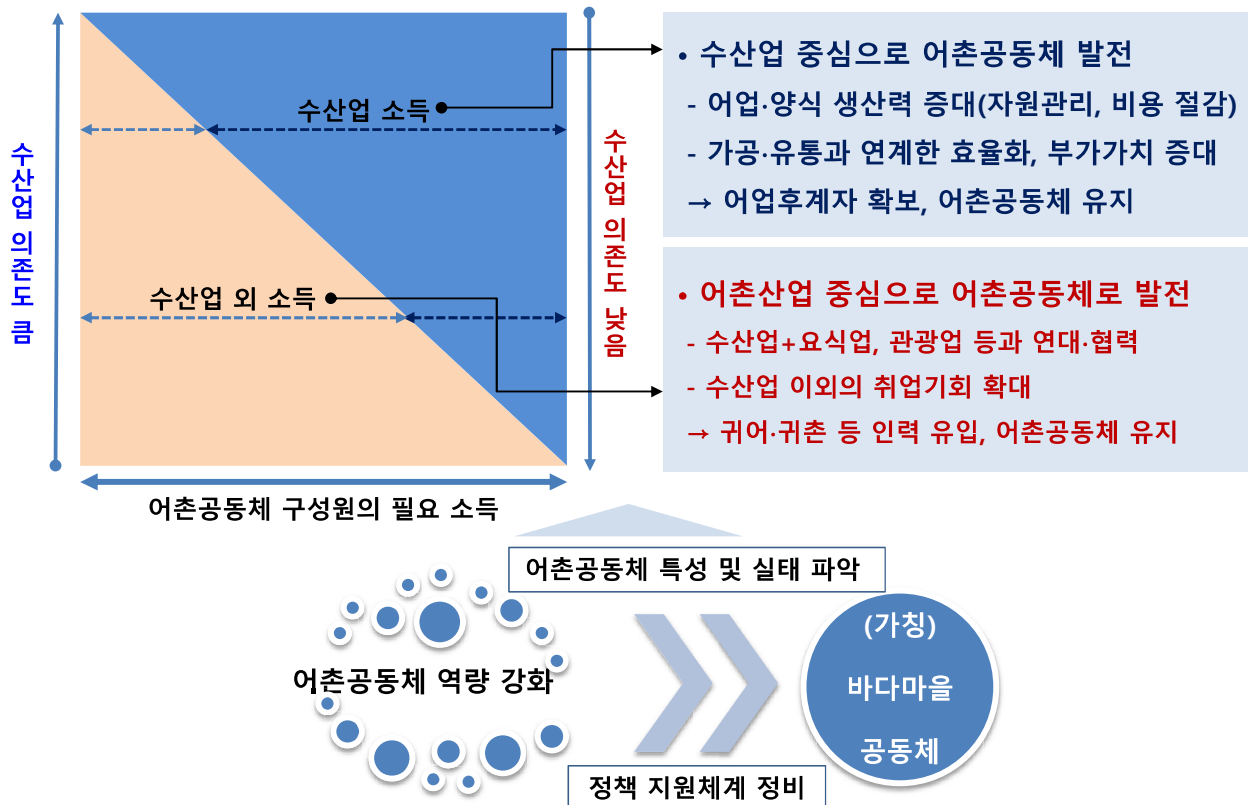 수산업 의존도 큼
수산업 소득
수산업 외 소득
수산업 의존도 낮음
어촌공동체 구성원의 필요 소득
• 수산업 중심으로 어촌공동체 발전
- 어업·양식 생산력 증대(자원관리, 비용 절감)
- 가공·유통과 연계한 효율화, 부가가치 증대
→ 어업후계자 확보, 어촌공동체 유지
• 어촌산업 중심으로 어촌공동체로 발전
- 수산업+요식업, 관광업 등과 연대·협력
- 수산업 이외의 취업기회 확대
→ 귀어·귀촌 등 인력 유입, 어촌공동체 유지
어촌공동체 특성 및 실태 파악
어촌공동체 역량 강화
(가칭)
바다마을
공동체
정책 지원체계 정비